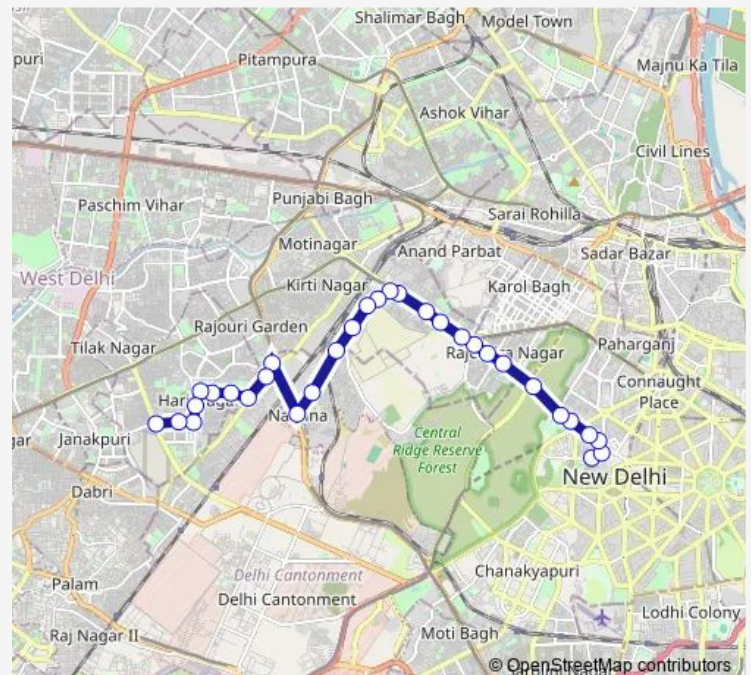 Shalimar Bagh
Model Town
puri
Pitampura
Majnu Ka Tila
Ashok Vihar
Civil Lines
Punjabi Bagh
Paschim Vihar
Sarai Rohilla
Motinagar
Anand Parbat
Sadar Bazar
West Delhi
Kirti Nagar
Karol Bagh
Rajouri Garden
Tilak Nagar
Paharganj
Connaught
Place
Janakpuri
gar
Central
Ridge Reserve
Forest
New Delhi
Dabri
Chanakyapuri
Delhi Cantonment
Palam
Delhi Cantonment
Lodhi Colony
Raj Nagar II
Moti Bagh
© OpenStreetMap contributors